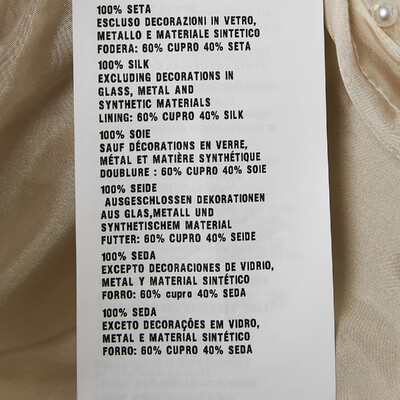 100% SETA
ESCLUSO DECORAZIONI IN VETRO,
METALLO E MATERIALE SINTETICO
FODERA: 60% CUPRO 40% SETA
100% SILK
EXCLUDING DECORATIONS IN
GLASS, METAL AND
SYNTHETIC MATERIALS
LINING: 60% CUPRO 40% SILK
100% SOIE
SAUF DÉCORATIONS EN VERRE,
MÉTAL ET MATIÈRE SYNTHÉTIQUE
DOUBLURE : 60% CUPRO 40% SOIE
100% SEIDE
AUSGESCHLOSSEN DEKORATIONEN
AUS GLAS,METALL UND
SYNTHETISCHEM MATERIAL
FUTTER: 60% CUPRO 40% SEIDE
100% SEDA
EXCEPTO DECORACIONES DE VIDRIO,
METAL Y MATERIAL SINTÉTICO
FORRO: 60% cupro 40% SEDA
100% SEDA
EXCETO DECORAÇÕES EM VIDRO,
METAL E MATERIAL SINTÉTICO
FORRO: 60% CUPRO 40% SEDA